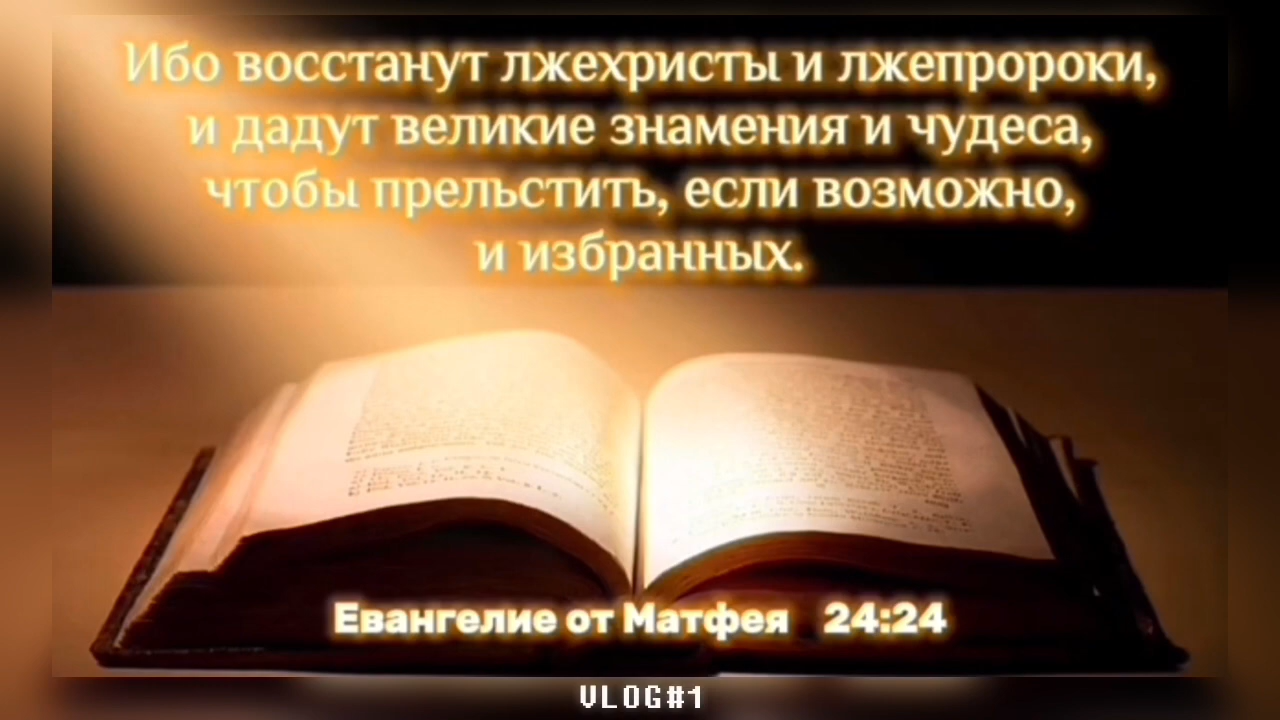 Ибо восстанут лжехристы и лжепророки,
и дадут великие знамения и чудеса,
чтобы прельстить, если возможно,
и избранных.
Евангелие от Матфея 24:24
VLOG#1